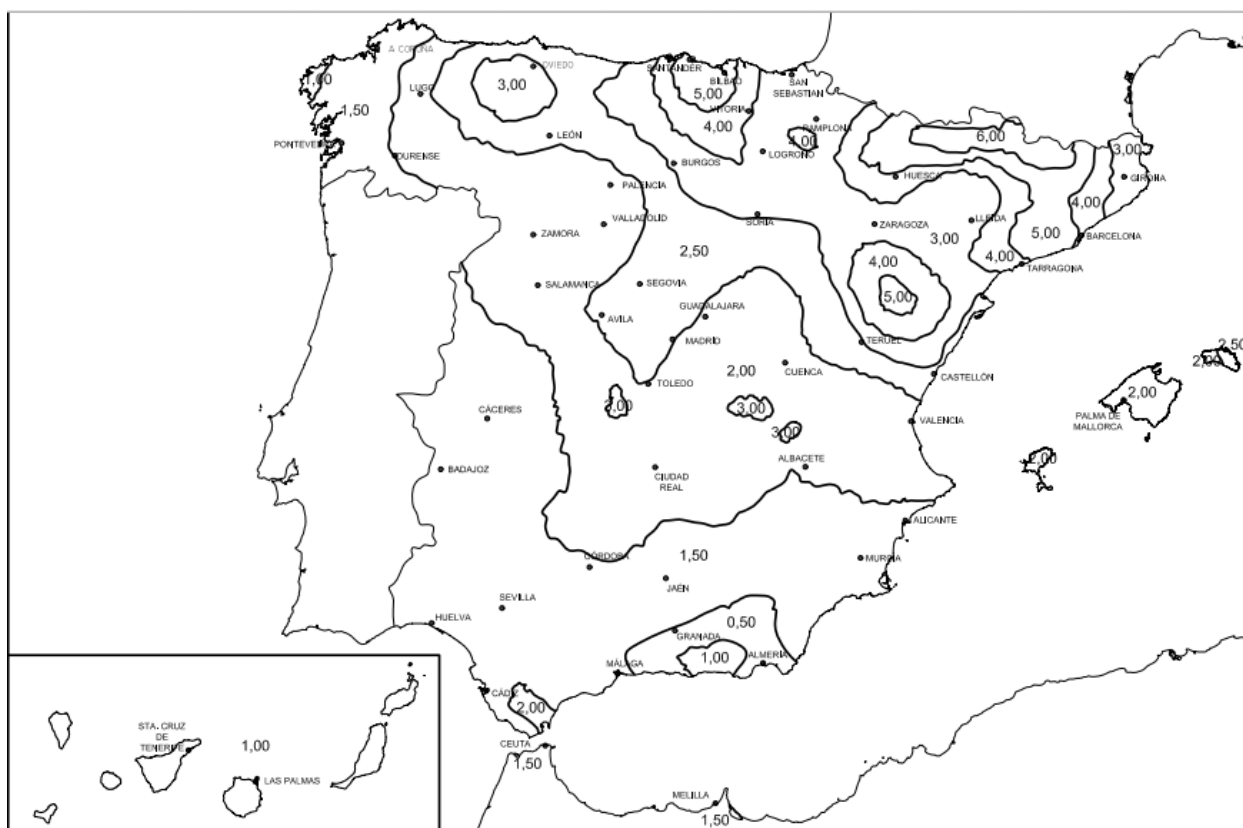 A CORUÑA
OVIEDO
SANTANDER
BILBAO
SAN
SEBASTIAN
1,00
3,00
5,00
LUGO
1,50
VITORIA
4,00
PAMPLONA
6,00
LEÓN
PONTEVEDRA
4,00
3,00
OURENSE
LOGROÑO
BURGOS
HUESCA
GIRONA
PALENCIA
4,00
VALLADOLID
SORIA
ZARAGOZA
LLEIDA
ZAMORA
3,00
5,00
BARCELONA
2,50
4,00
4,00
TARRAGONA
SALAMANCA
SEGOVIA
5,00
GUADALAJARA
AVILA
MADRID
TERUEL
2,50
2,00
CUENCA
2,00
TOLEDO
CASTELLÓN
2,00
3,00
3,00
CÁCERES
VALENCIA
PALMA DE
MALLORCA
3,00
2,00
BADAJOZ
CIUDAD
REAL
ALBACETE
ALICANTE
1,50
MURCIA
CÓRDOBA
JAÉN
SEVILLA
HUELVA
0,50
GRANADA
1,00
ALMERÍA
MÁLAGA
CÁDIZ
2,00
CEUTA
1,50
MELILLA
1,50
STA. CRUZ
DE
TENERIFE
1,00
LAS PALMAS